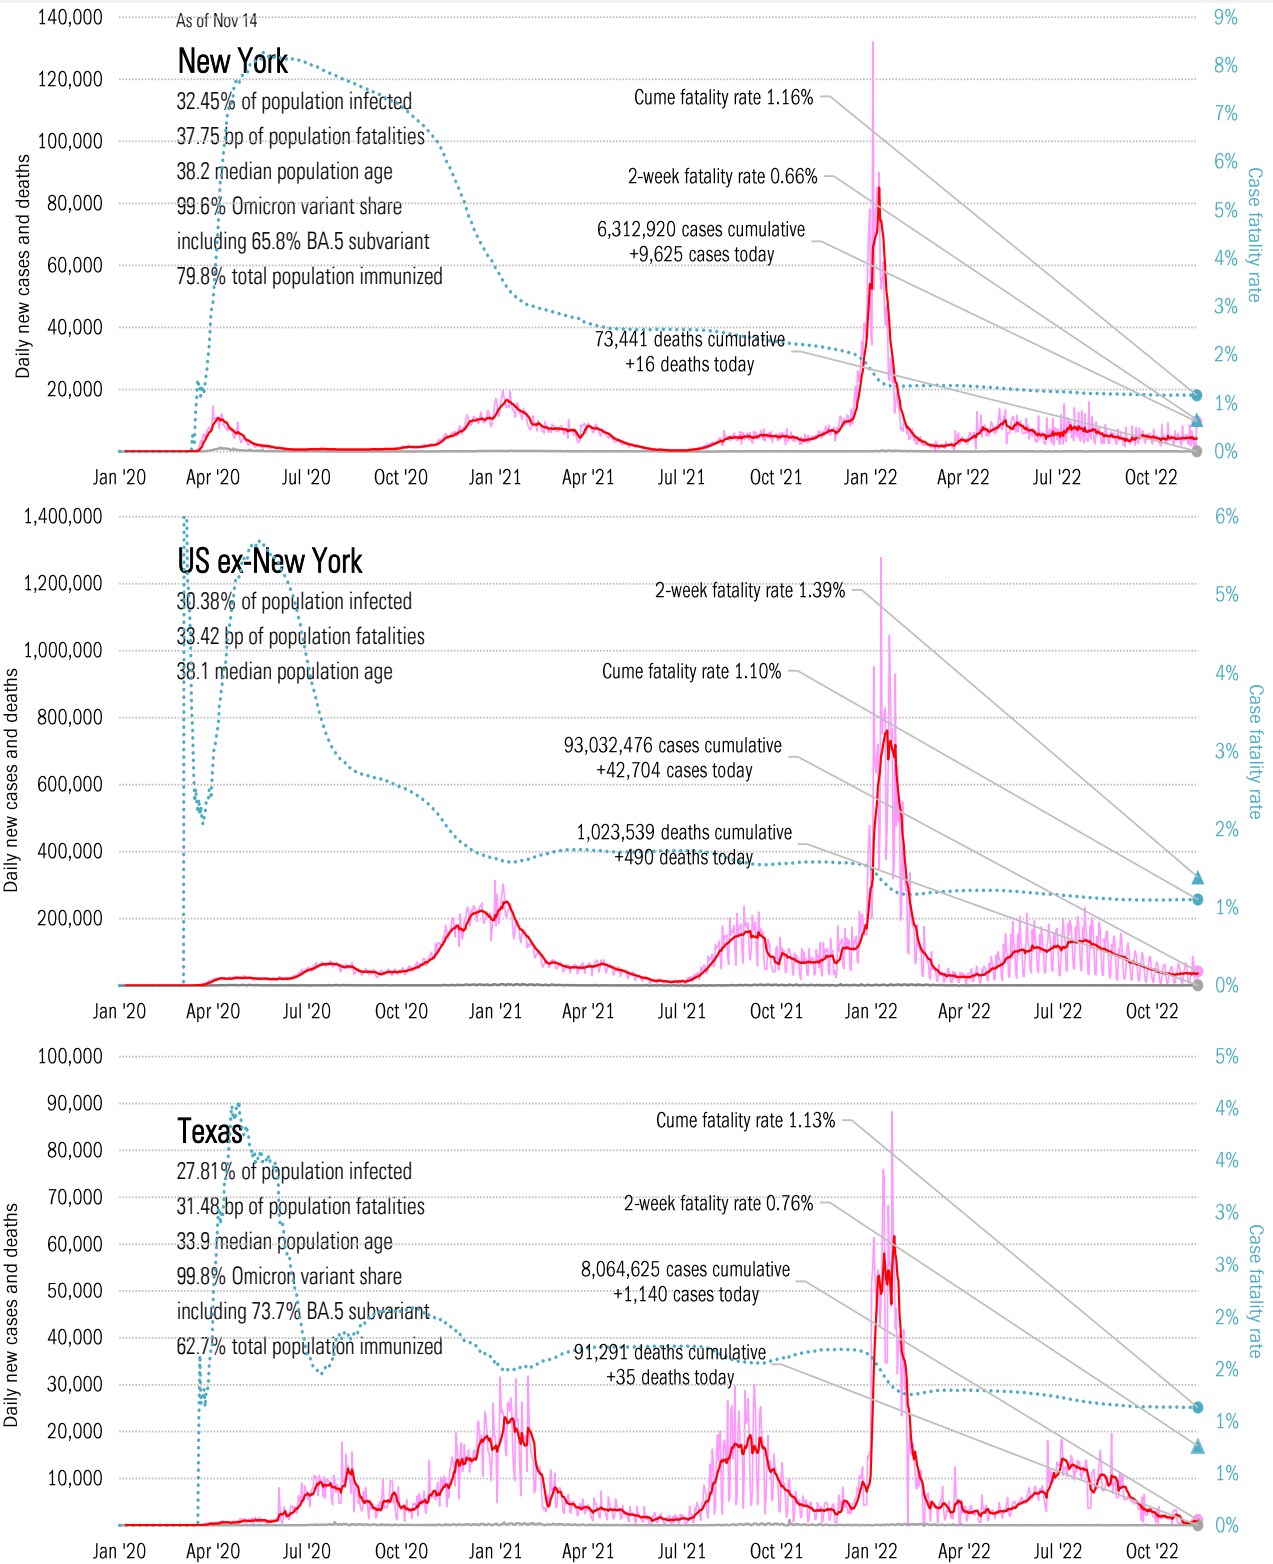 As of Nov 14
New York
32.45% of population infected
37.75 bp of population fatalities
38.2 median population age
99.6% Omicron variant share
including 65.8% BA.5 subvariant
79.8% total population immunized
Cume fatality rate 1.16%
2-week fatality rate 0.66%
6,312,920 cases cumulative
+9,625 cases today
73,441 deaths cumulative
+16 deaths today
Daily new cases and deaths
140,000
120,000
100,000
80,000
60,000
40,000
20,000
9%
8%
7%
6%
5%
4%
3%
2%
1%
0%
Case fatality rate
Jan '20 Apr '20 Jul '20 Oct '20 Jan '21 Apr '21 Jul '21 Oct '21 Jan '22 Apr '22 Jul '22 Oct '22
US ex-New York
30.38% of population infected
33.42 bp of population fatalities
38.1 median population age
2-week fatality rate 1.39%
Cume fatality rate 1.10%
93,032,476 cases cumulative
+42,704 cases today
1,023,539 deaths cumulative
+490 deaths today
Daily new cases and deaths
1,400,000
1,200,000
1,000,000
800,000
600,000
400,000
200,000
6%
5%
4%
3%
2%
1%
0%
Case fatality rate
Jan '20 Apr '20 Jul '20 Oct '20 Jan '21 Apr '21 Jul '21 Oct '21 Jan '22 Apr '22 Jul '22 Oct '22
Texas
27.81% of population infected
31.48 bp of population fatalities
33.9 median population age
99.8% Omicron variant share
including 73.7% BA.5 subvariant
62.7% total population immunized
Cume fatality rate 1.13%
2-week fatality rate 0.76%
8,064,625 cases cumulative
+1,140 cases today
91,291 deaths cumulative
+35 deaths today
Daily new cases and deaths
100,000
90,000
80,000
70,000
60,000
50,000
40,000
30,000
20,000
10,000
5%
4%
4%
3%
3%
2%
2%
1%
1%
0%
Case fatality rate
Jan '20 Apr '20 Jul '20 Oct '20 Jan '21 Apr '21 Jul '21 Oct '21 Jan '22 Apr '22 Jul '22 Oct '22